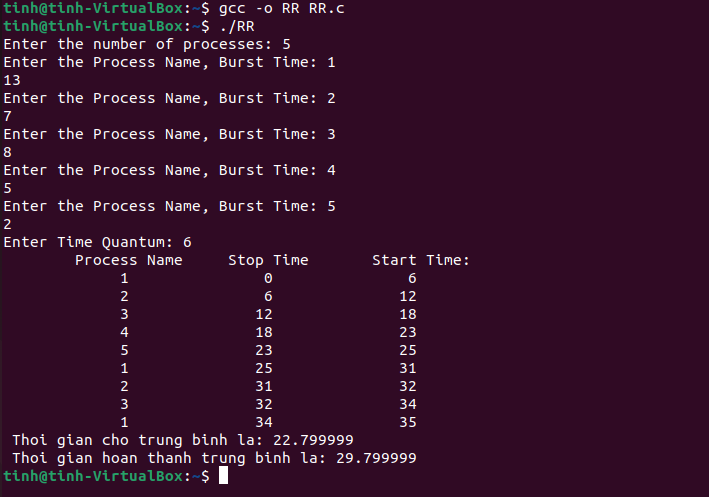 tinh@tinh-VirtualBox:~$ gcc -o RR RR.c
tinh@tinh-VirtualBox:~$ ./RR
Enter the number of processes: 5
Enter the Process Name, Burst Time: 1
13
Enter the Process Name, Burst Time: 2
7
Enter the Process Name, Burst Time: 3
8
Enter the Process Name, Burst Time: 4
5
Enter the Process Name, Burst Time: 5
2
Enter Time Quantum: 6
Process Name Stop Time Start Time:
1 0 6
2 6 12
3 12 18
4 18 23
5 23 25
1 25 31
2 31 32
3 32 34
1 34 35
Thoi gian cho trung binh la: 22.799999
Thoi gian hoan thanh trung binh la: 29.799999
tinh@tinh-VirtualBox:~$